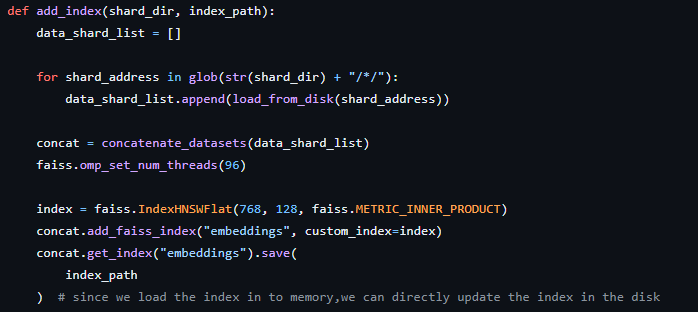 def add_index(shard_dir, index_path):
    data_shard_list = []
    for shard_address in glob(str(shard_dir) + "/*/"):
        data_shard_list.append(load_from_disk(shard_address))
    concat = concatenate_datasets(data_shard_list)
    faiss.omp_set_num_threads(96)
    index = faiss.IndexHNSWFlat(768, 128, faiss.METRIC_INNER_PRODUCT)
    concat.add_faiss_index("embeddings", custom_index=index)
    concat.get_index("embeddings").save(
        index_path
    )  # since we load the index in to memory,we can directly update the index in the disk